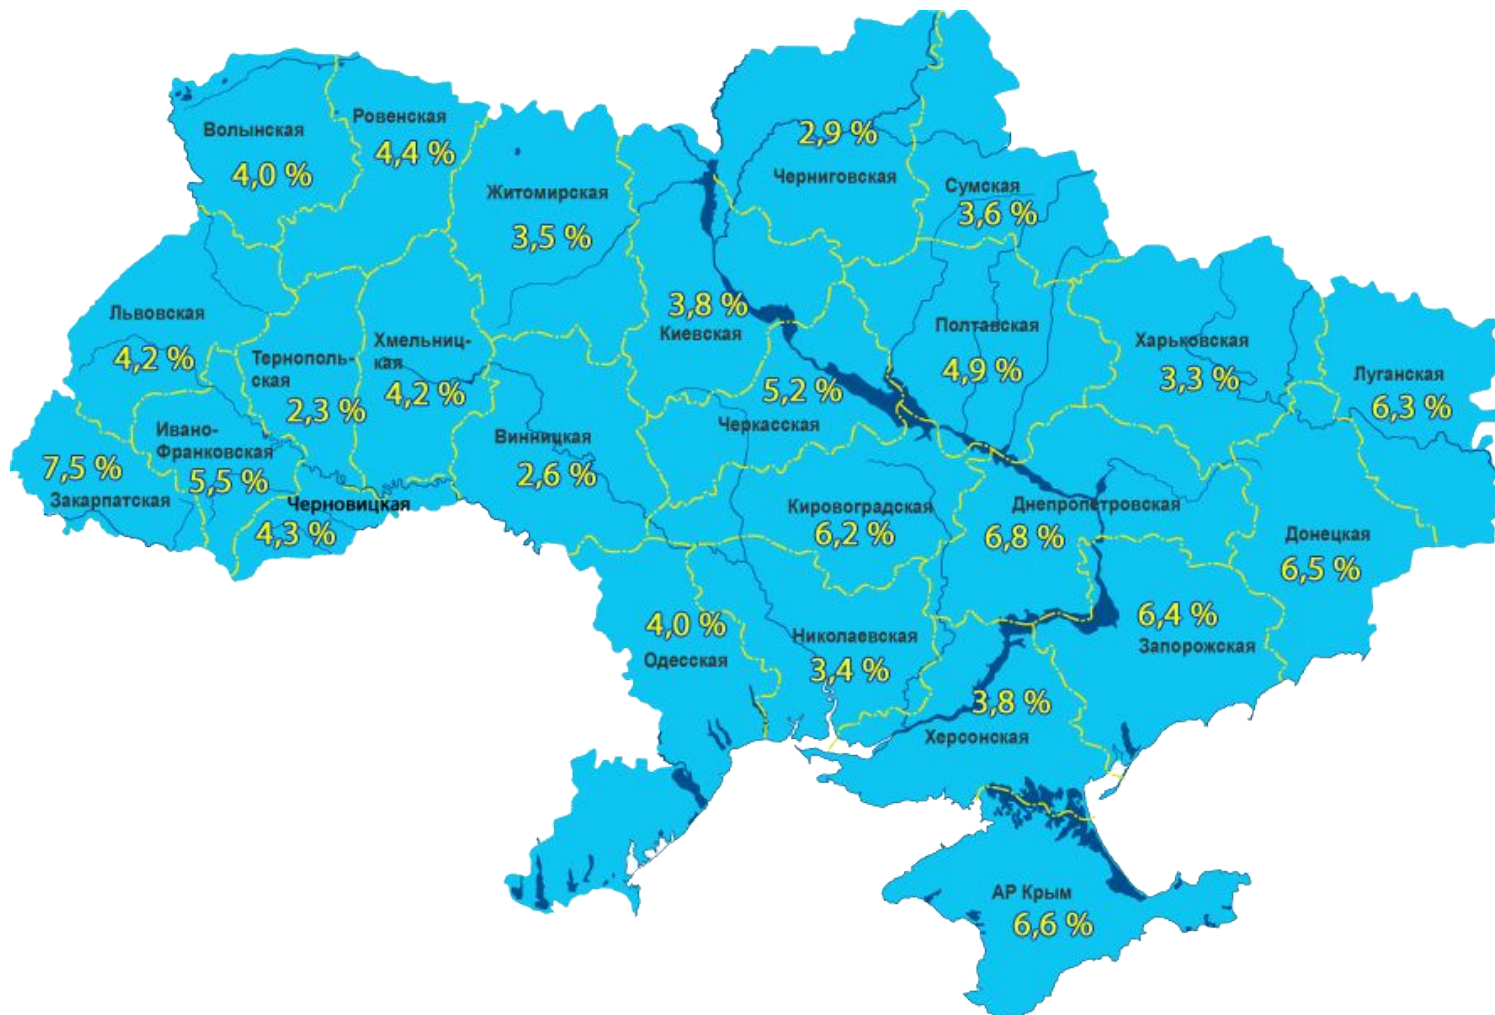 Волынская
4,0 %
Ровенская
4,4 %
Житомирская
3,5 %
2,9 %
Черниговская
Сумская
3,6 %
Львовская
4,2 %
Тернополь-
ская
2,3 %
Хмельниц-
кая
4,2 %
3,8 %
Киевская
Полтавская
4,9 %
Харьковская
3,3 %
Луганская
6,3 %
Ивано-
Франковская
5,5 %
7,5 %
Закарпатская
Черновицкая
4,3 %
Винницкая
2,6 %
5,2 %
Черкасская
Кировоградская
6,2 %
Днепропетровская
6,8 %
Донецкая
6,5 %
4,0 %
Одесская
Николаевская
3,4 %
6,4 %
Запорожская
3,8 %
Херсонская
АР Крым
6,6 %